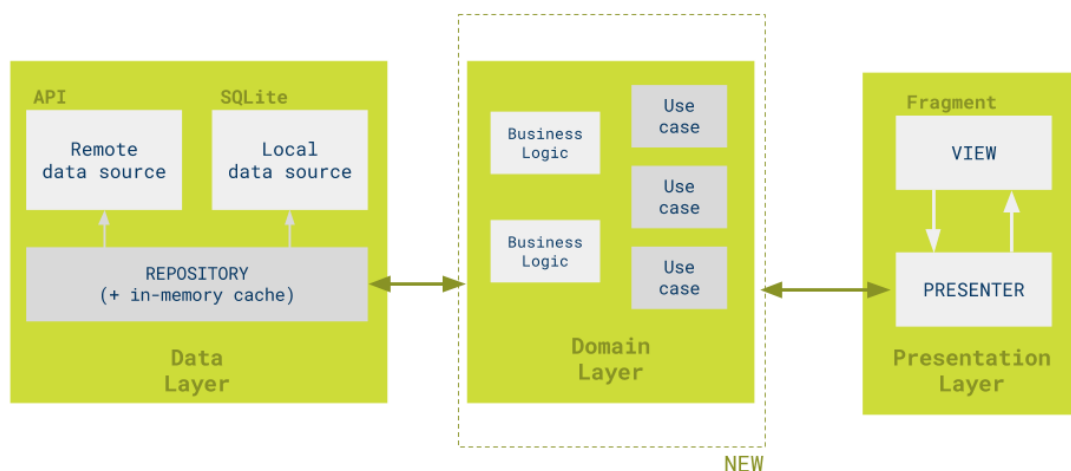 API
SQLite
Remote
data source
Local
data source
REPOSITORY
(+ in-memory cache)
Data
Layer
Business
Logic
Business
Logic
Use
case
Use
case
Use
case
Domain
Layer
NEW
Fragment
VIEW
PRESENTER
Presentation
Layer